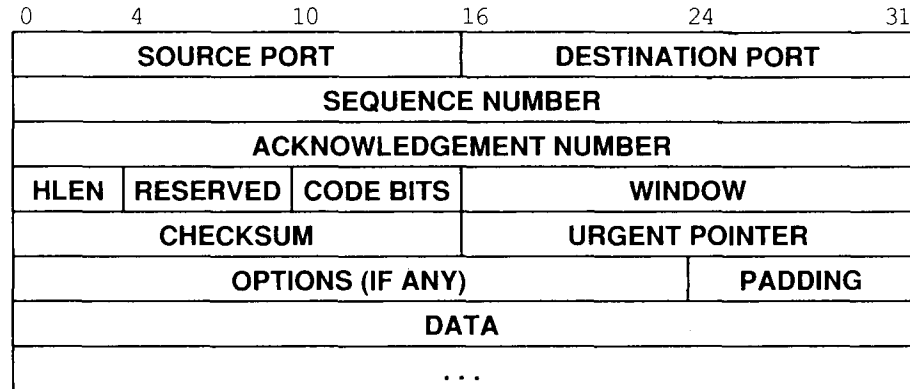 0 4 10 16 24 31
SOURCE PORT DESTINATION PORT
SEQUENCE NUMBER
ACKNOWLEDGEMENT NUMBER
HLEN RESERVED CODE BITS WINDOW
CHECKSUM URGENT POINTER
OPTIONS (IF ANY) PADDING
DATA
...